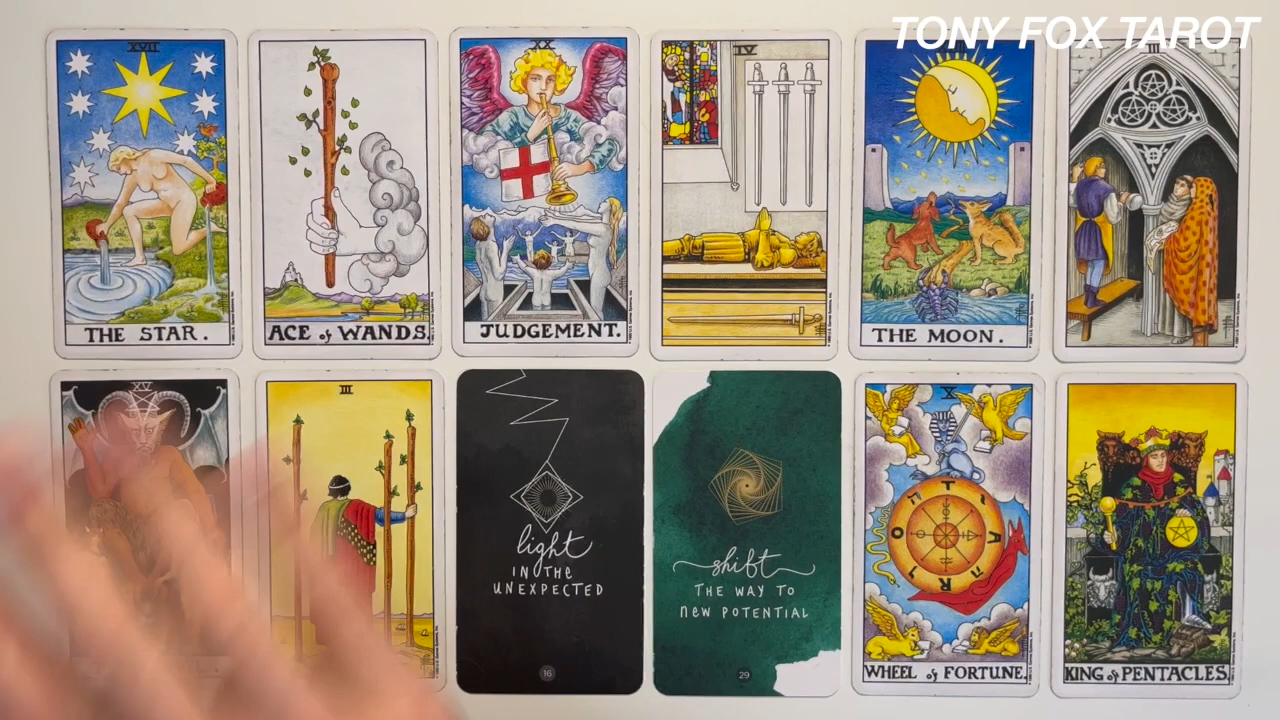 TONY FOX TAROT
XVII
THE STAR.
ACE of WANDS.
XX
JUDGEMENT.
IV
THE MOON.
III
XV
III
light
IN THE
UNEXPECTED
16
shift
THE WAY TO
NEW POTENTIAL
29
X
WHEEL of FORTUNE.
KING of PENTACLES.